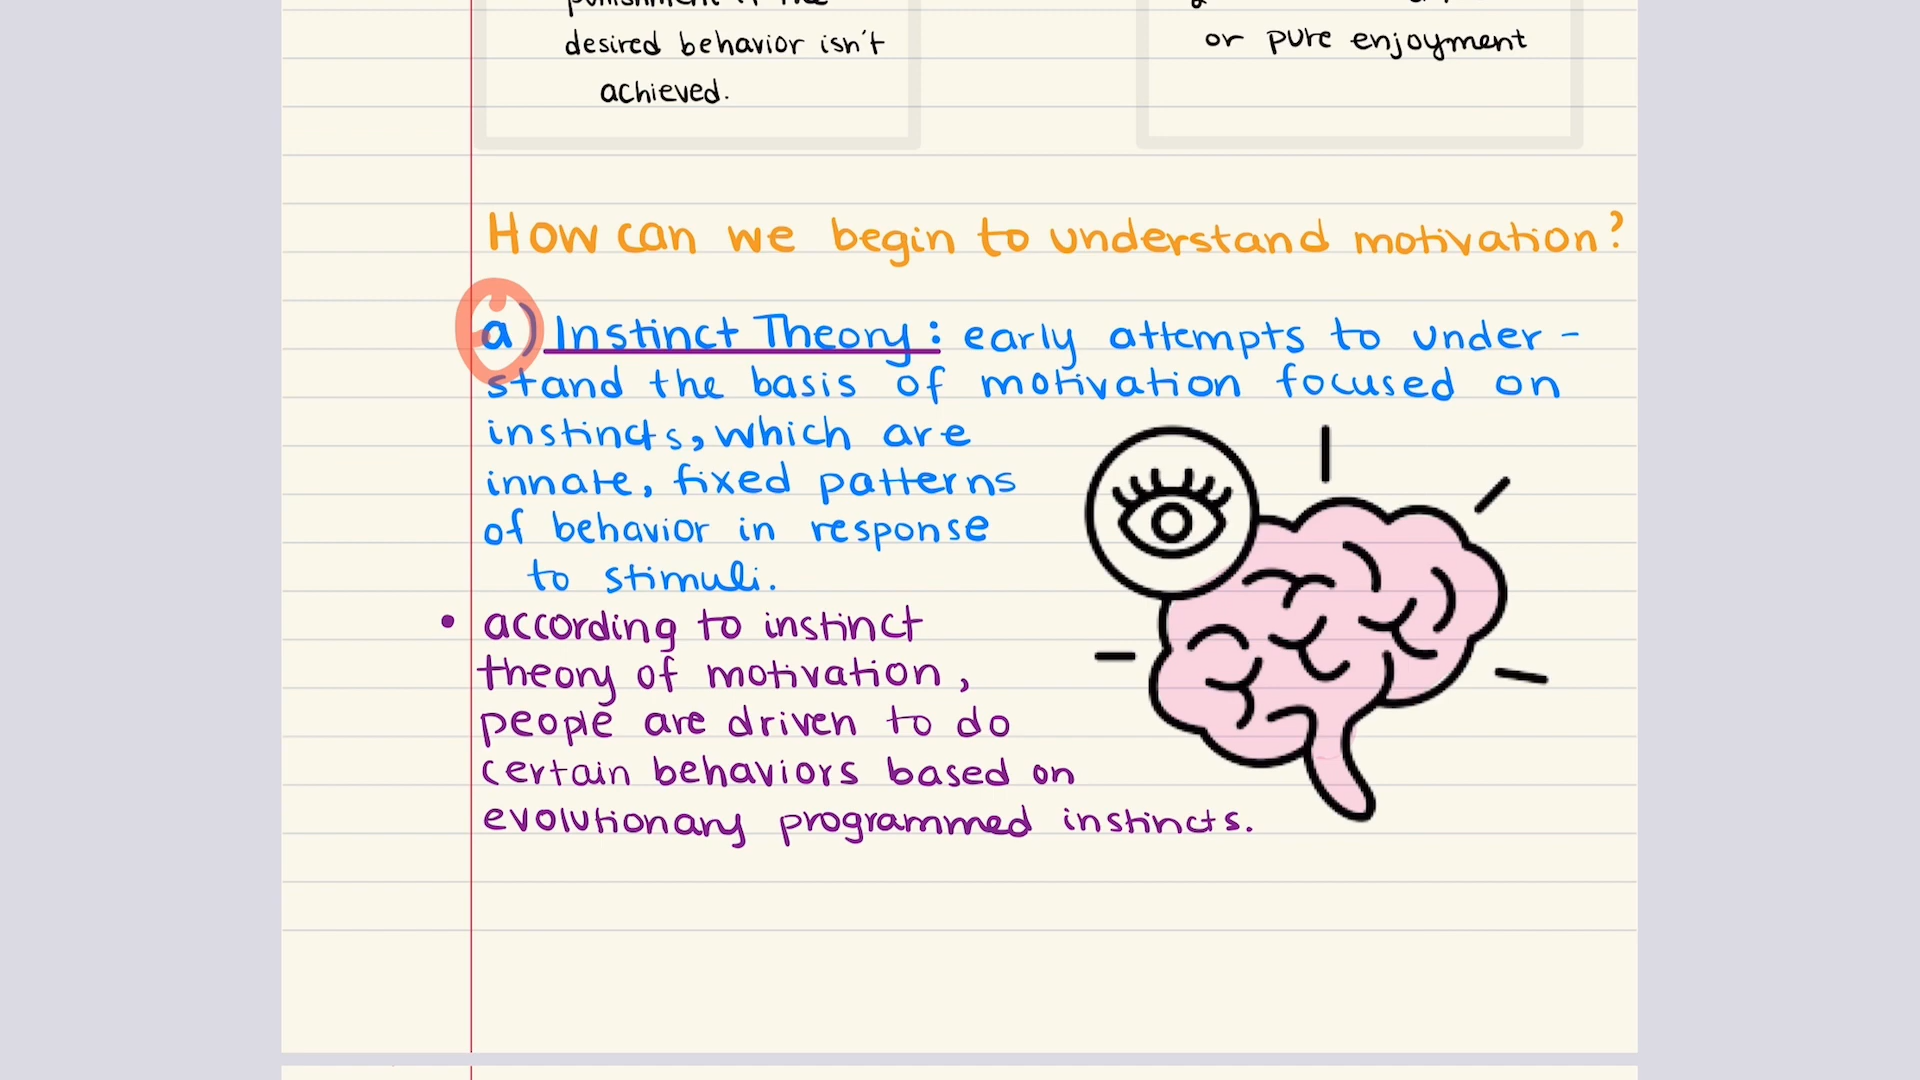 desired behavior isn't
achieved.
or pure enjoyment
How can we begin to understand motivation?
a) Instinct Theory: early attempts to under-
stand the basis of motivation focused on
instincts, which are
innate, fixed patterns
of behavior in response
to stimuli.
• according to instinct
theory of motivation,
people are driven to do
certain behaviors based on
evolutionary programmed instincts.